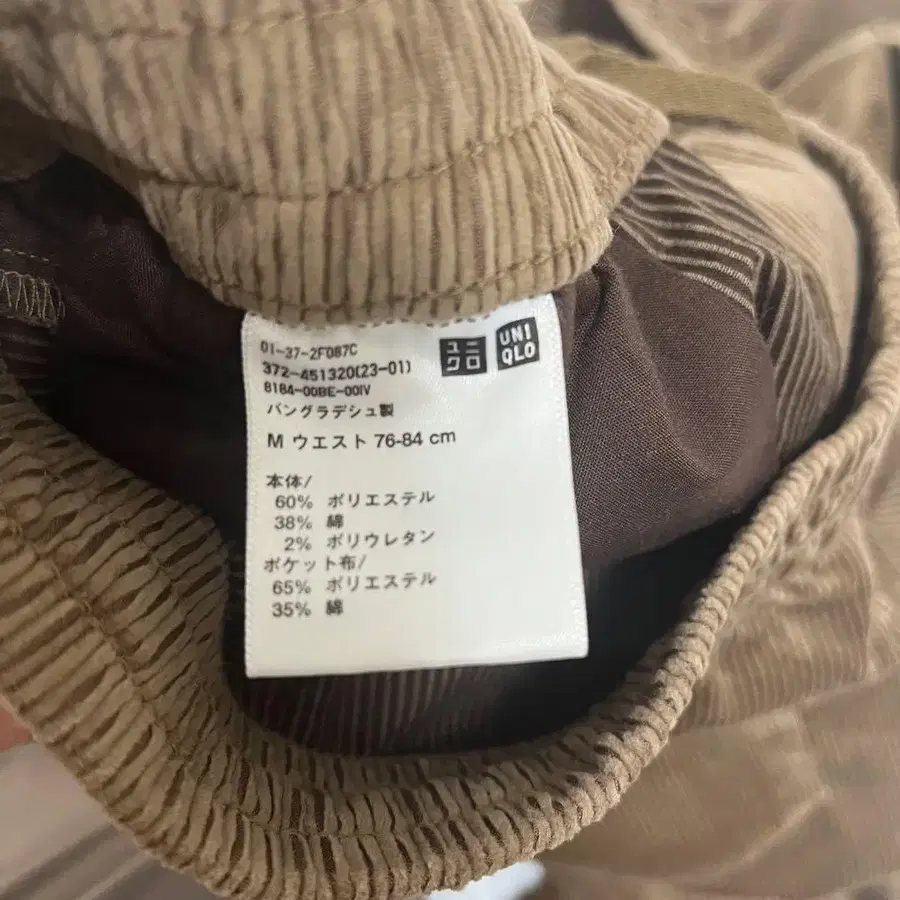 01-37-2F087C
372-451320(23-01)
8184-00BE-00IV
バングラデシュ製
M ウエスト 76-84 cm
ユニ
クロ
UNI
QLO
本体/
60% ポリエステル
38% 綿
2% ポリウレタン
ポケット布/
65% ポリエステル
35% 綿